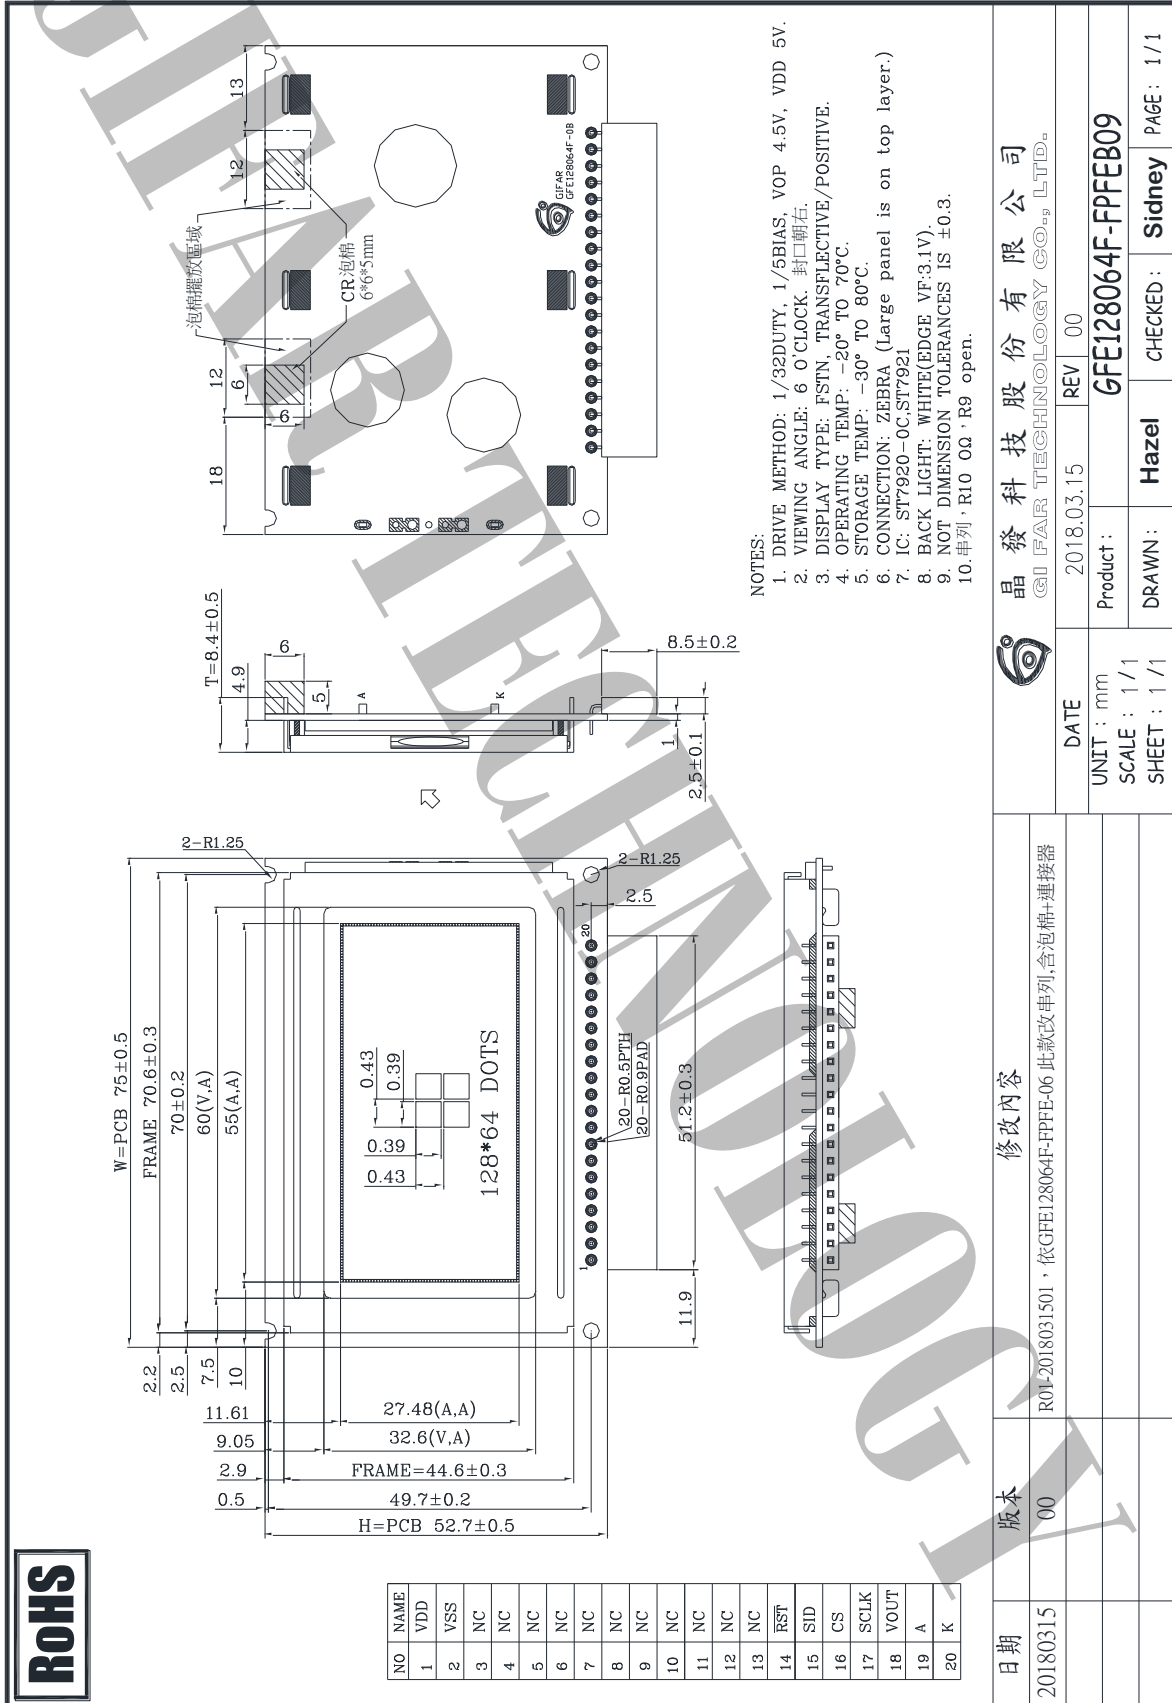 RoHS
W=PCB 75±0.5
FRAME 70.6±0.3
70±0.2
60(V,A)
55(A,A)
2-R1.25
2-R1.25
2.5
2.2
2.5
7.5
10
11.61
9.05
2.9
0.5
27.48(A,A)
32.6(V,A)
FRAME=44.6±0.3
49.7±0.2
H=PCB 52.7±0.5
0.43
0.39
0.39
0.43
128*64 DOTS
1
20
20-R0.5PTH
20-R0.9PAD
51.2±0.3
11.9
T=8.4±0.5
4.9
6
5
A
K
8.5±0.2
1
2.5±0.1
18
12
6
6
12
13
泡棉擺放區域
CR泡棉
6*6*5mm
GIFAR
GFE128064F-0B
NO NAME
1 VDD
2 VSS
3 NC
4 NC
5 NC
6 NC
7 NC
8 NC
9 NC
10 NC
11 NC
12 NC
13 NC
14 RST
15 SID
16 CS
17 SCLK
18 VOUT
19 A
20 K
NOTES:
1. DRIVE METHOD: 1/32DUTY, 1/5BIAS, VOP 4.5V, VDD 5V.
2. VIEWING ANGLE: 6 O'CLOCK. 封口朝右.
3. DISPLAY TYPE: FSTN, TRANSFLECTIVE/POSITIVE.
4. OPERATING TEMP: -20° TO 70°C.
5. STORAGE TEMP: -30° TO 80°C.
6. CONNECTION: ZEBRA (Large panel is on top layer.)
7. IC: ST7920-0C,ST7921
8. BACK LIGHT: WHITE(EDGE VF:3.1V).
9. NOT DIMENSION TOLERANCES IS ±0.3.
10.串列，R10 0Ω，R9 open.
日期 版本 修改內容
20180315 00 R01-2018031501，依GFE128064F-FPFE-06 此款改串列,含泡棉+連接器
晶發科技股份有限公司
GI FAR TECHNOLOGY CO., LTD.
DATE 2018.03.15 REV 00
UNIT : mm
SCALE : 1/1
SHEET : 1/1
Product : GFE128064F-FPFEB09
DRAWN : Hazel CHECKED : Sidney PAGE : 1/1
GIFAR TECHNOLOGY